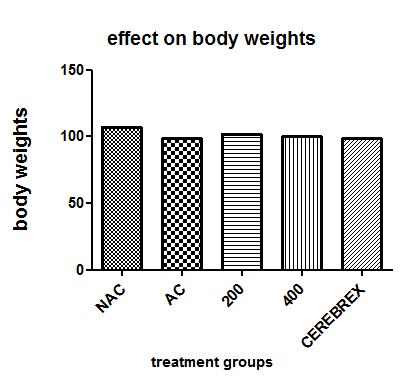 effect on body weights
body weights
150
100
50
0
NAC
AC
200
400
CEREBREX
treatment groups